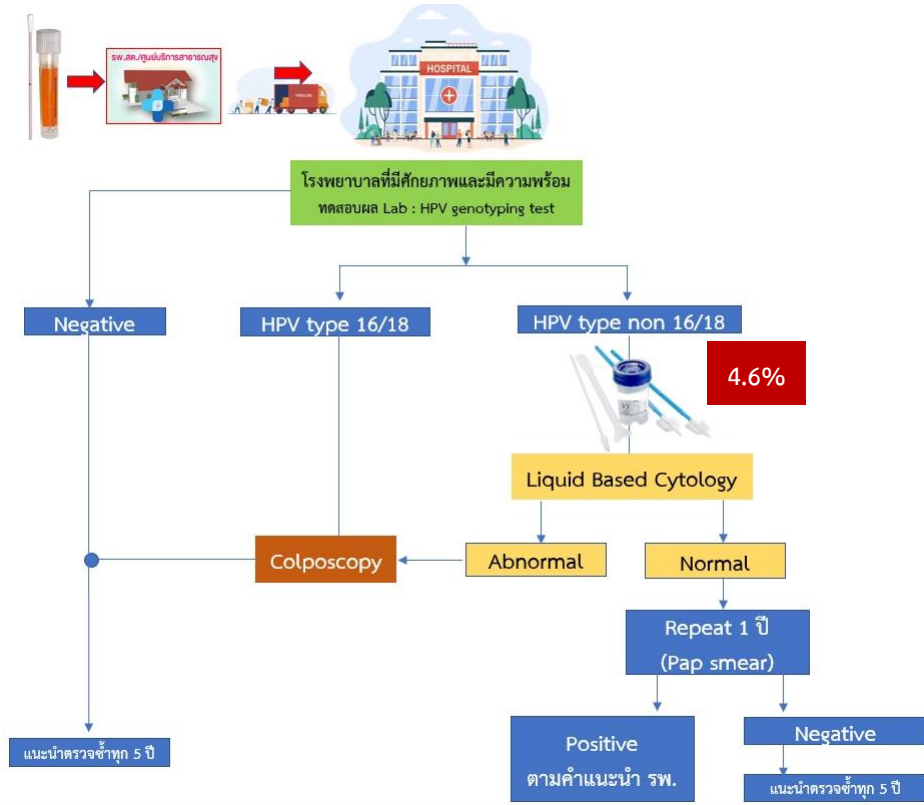 รพ.สต./ศูนย์บริการสาธารณสุข
HOSPITAL
โรงพยาบาลที่มีศักยภาพและมีความพร้อม
ทดสอบผล Lab : HPV genotyping test
Negative
HPV type 16/18
HPV type non 16/18
4.6%
Liquid Based Cytology
Colposcopy
Abnormal
Normal
Repeat 1 ปี
(Pap smear)
แนะนำตรวจซ้ำทุก 5 ปี
Positive
ตามคำแนะนำ รพ.
Negative
แนะนำตรวจซ้ำทุก 5 ปี